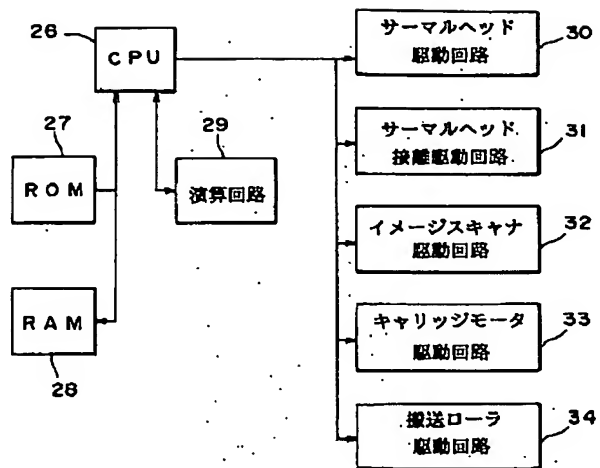 26
CPU
27
ROM
RAM
28
29
演算回路
サーマルヘッド
駆動回路
30
サーマルヘッド
接離駆動回路
31
イメージスキャナ
駆動回路
32
キャリッジモータ
駆動回路
33
搬送ローラ
駆動回路
34